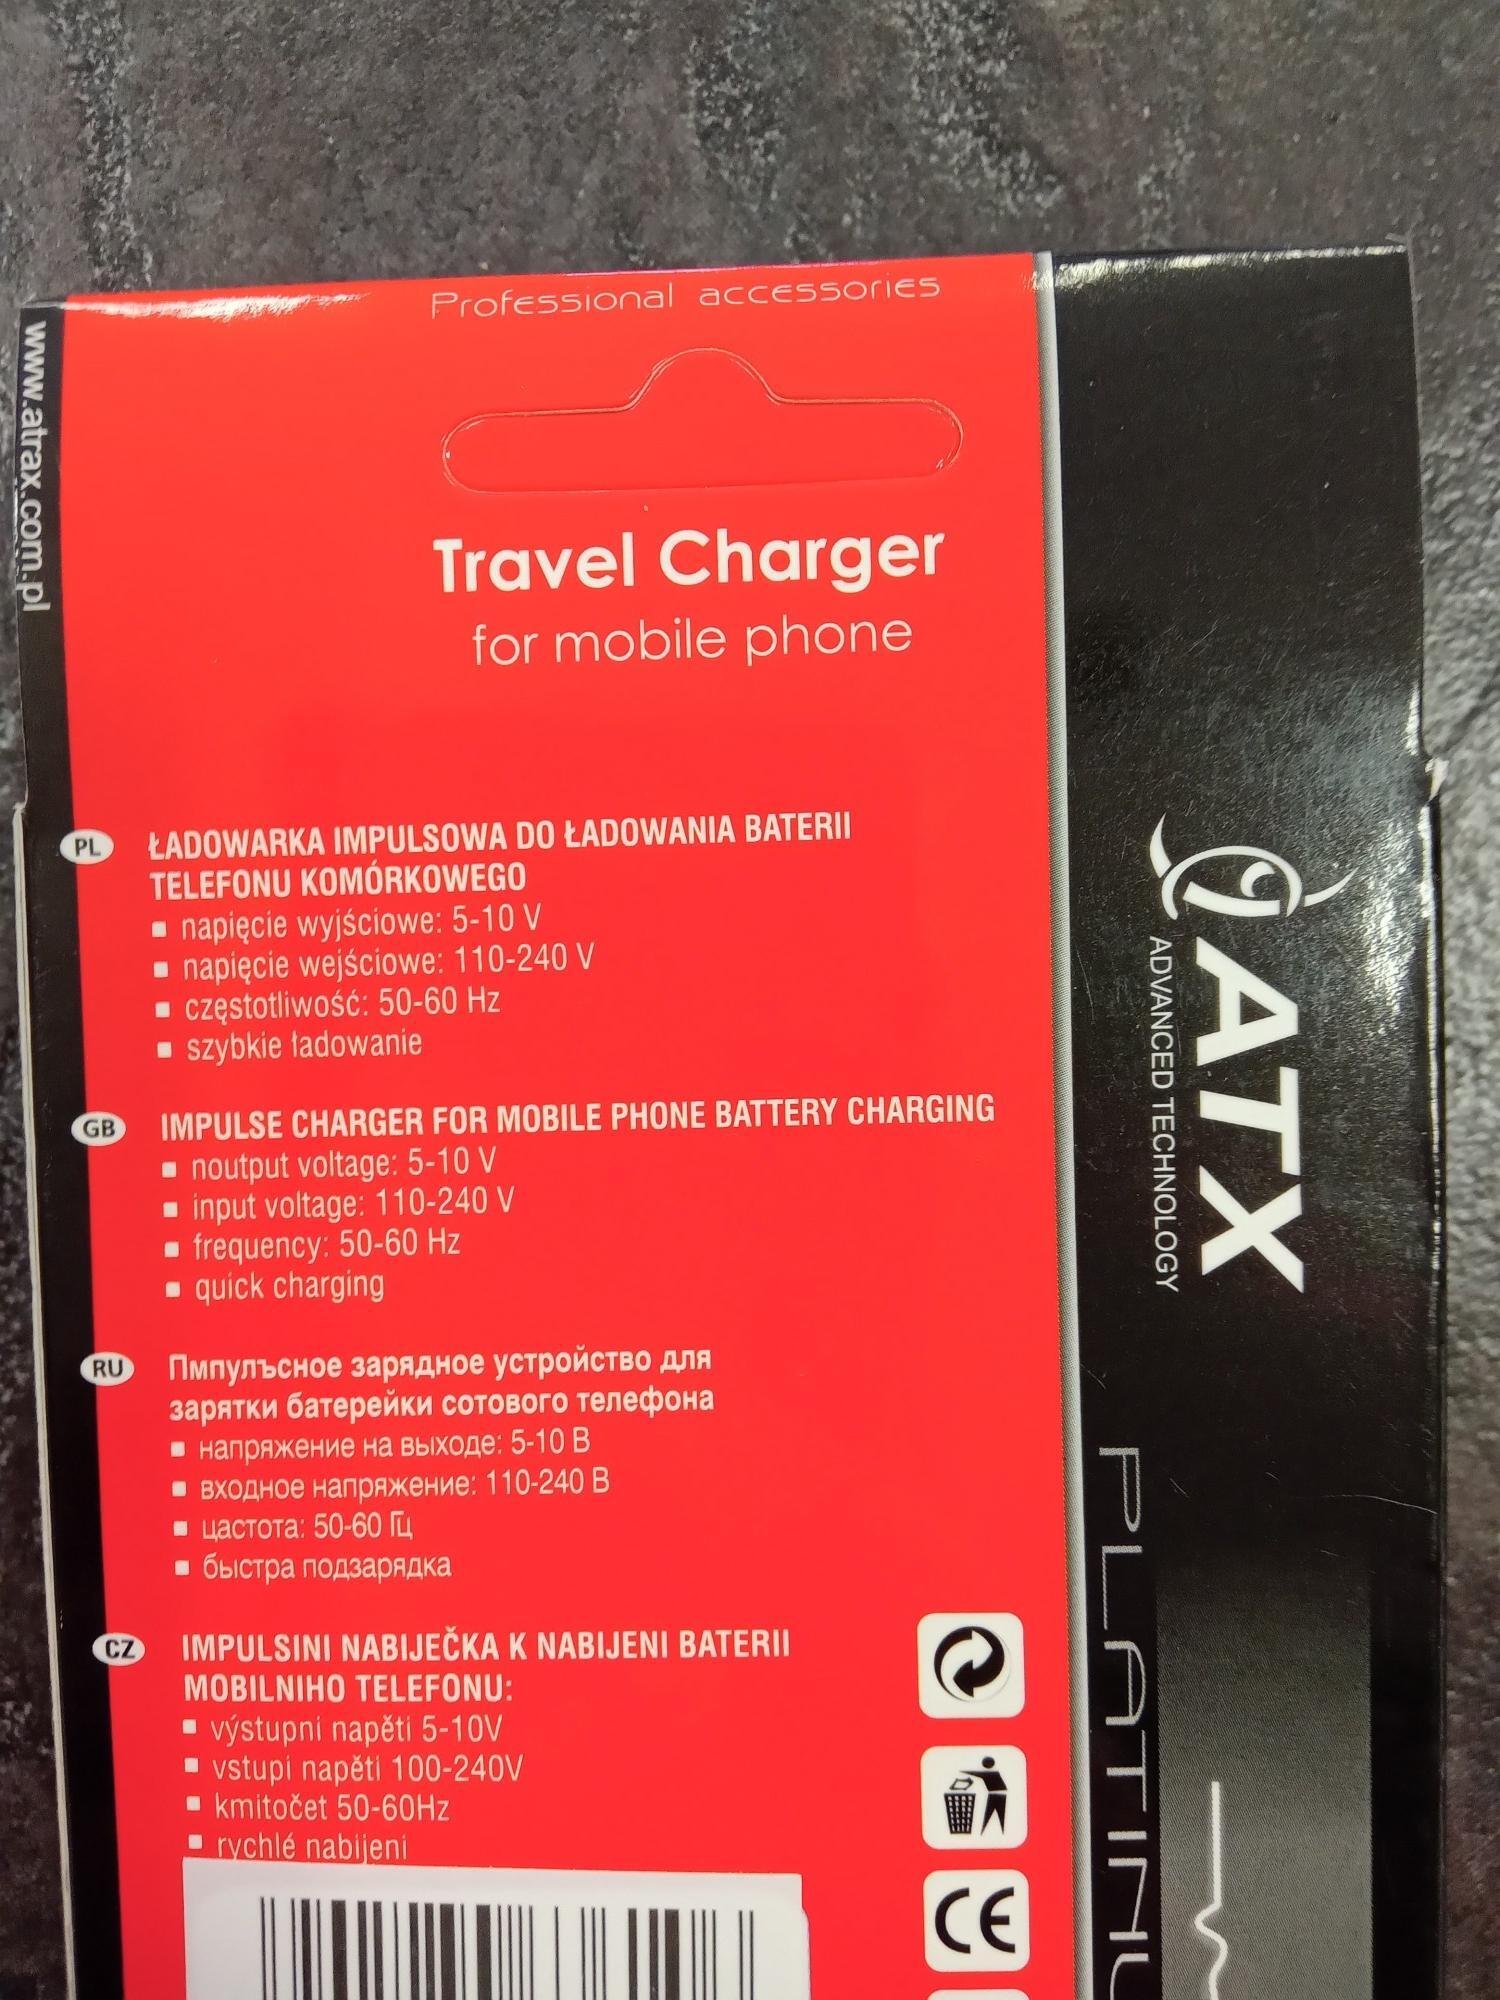 Professional accessories
www.atrax.com.pl
Travel Charger
for mobile phone
PL
ŁADOWARKA IMPULSOWA DO ŁADOWANIA BATERII
TELEFONU KOMÓRKOWEGO
▪ napięcie wyjściowe: 5-10 V
▪ napięcie wejściowe: 110-240 V
▪ częstotliwość: 50-60 Hz
▪ szybkie ładowanie
GB
IMPULSE CHARGER FOR MOBILE PHONE BATTERY CHARGING
▪ noutput voltage: 5-10 V
▪ input voltage: 110-240 V
▪ frequency: 50-60 Hz
▪ quick charging
RU
Пмпулъсное зарядное устройство для
зарятки батерейки сотового телефона
▪ напряжение на выходе: 5-10 В
▪ входное напряжение: 110-240 В
▪ цастота: 50-60 Гц
▪ быстра подзарядка
CZ
IMPULSINI NABIJEČKA K NABIJENI BATERII
MOBILNIHO TELEFONU:
▪ výstupni napěti 5-10V
▪ vstupi napěti 100-240V
▪ kmitočet 50-60Hz
▪ rychlé nabijeni
CE
ATX
ADVANCED TECHNOLOGY
PLATINU